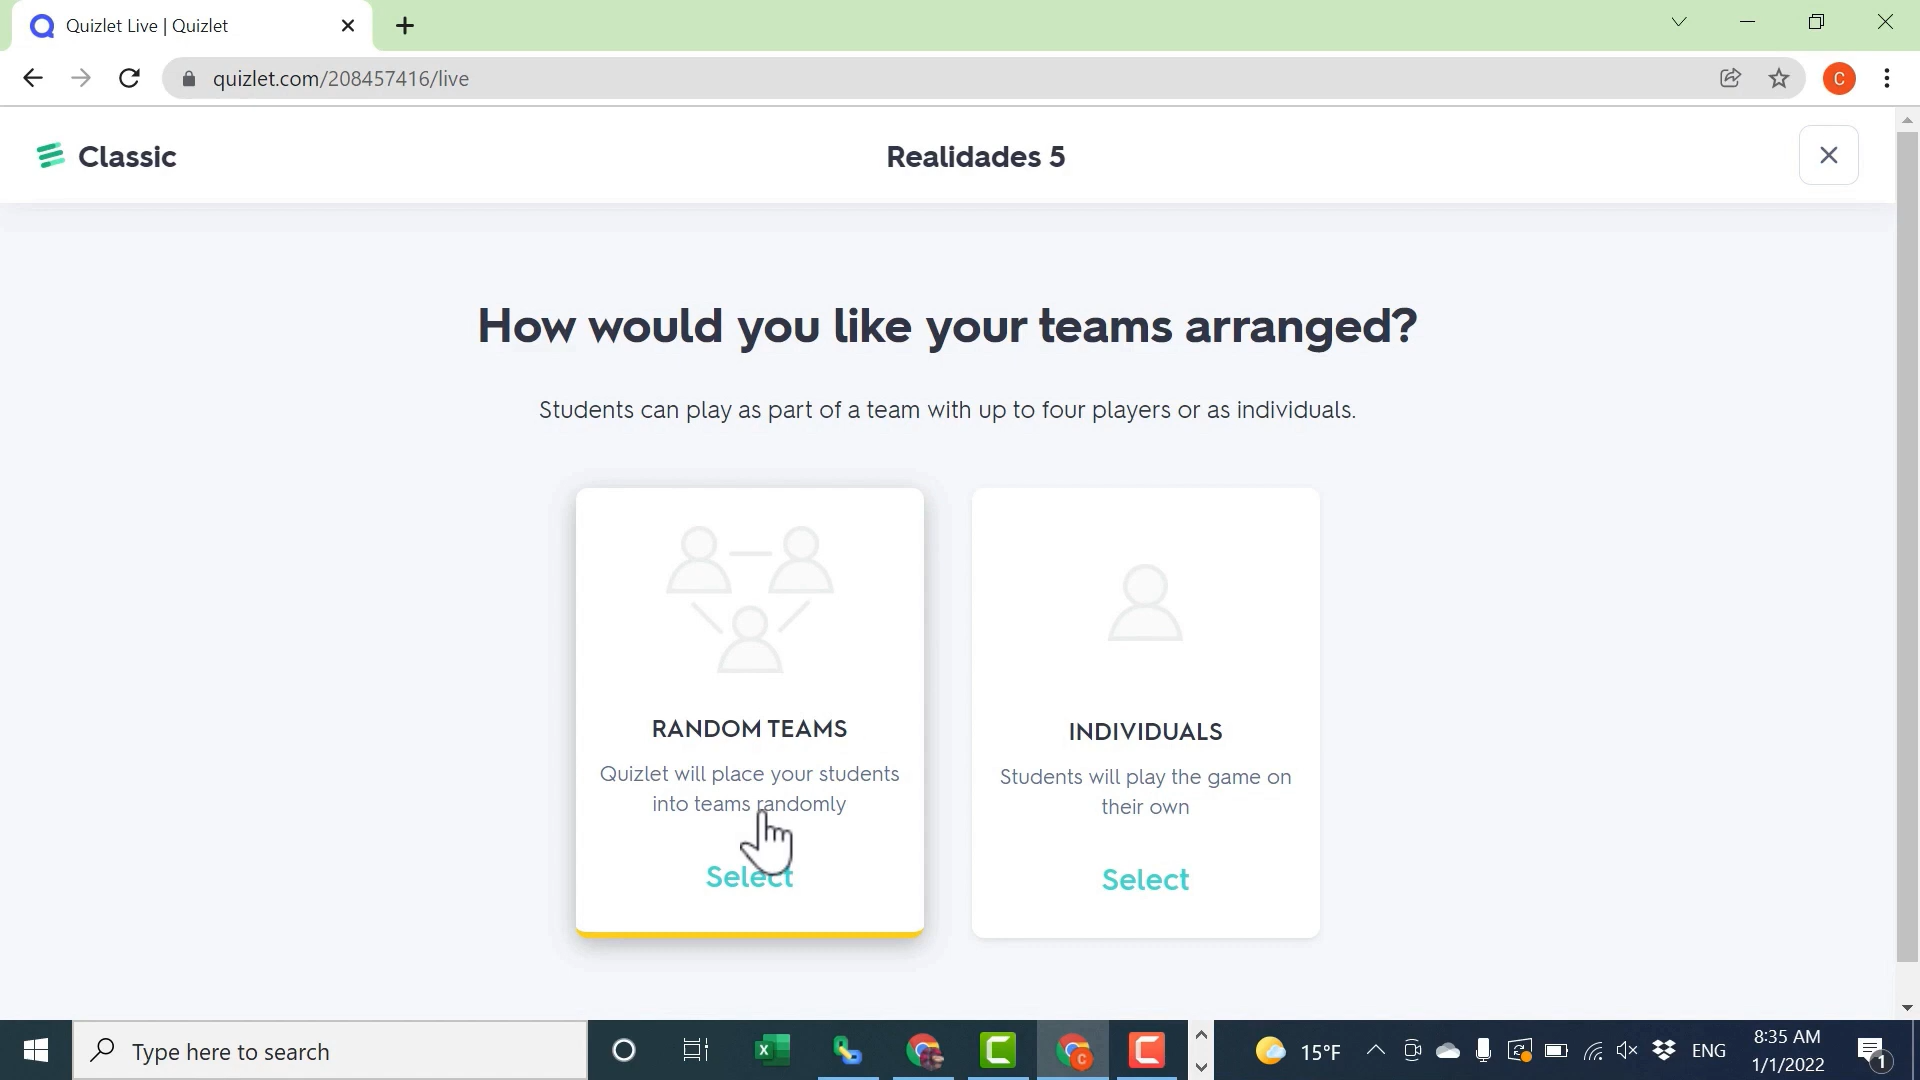 Quizlet Live | Quizlet
quizlet.com/208457416/live
C
Classic
Realidades 5
How would you like your teams arranged?
Students can play as part of a team with up to four players or as individuals.
RANDOM TEAMS
Quizlet will place your students
into teams randomly
Select
INDIVIDUALS
Students will play the game on
their own
Select
Type here to search
15°F
ENG
8:35 AM
1/1/2022
1